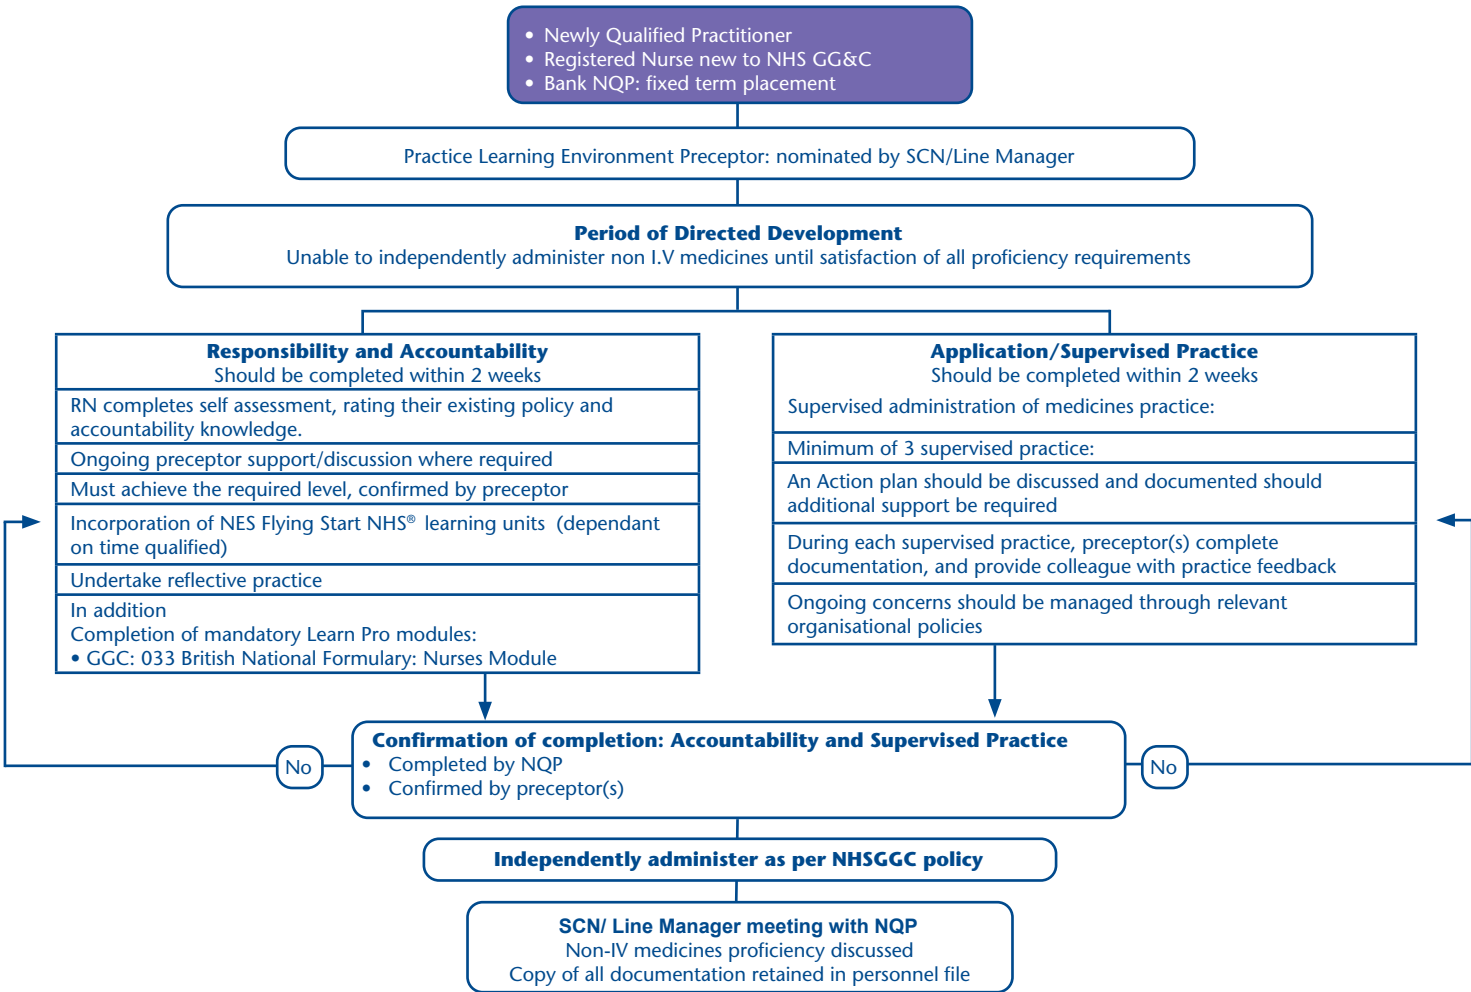 • Newly Qualified Practitioner
• Registered Nurse new to NHS GG&C
• Bank NQP: fixed term placement
Practice Learning Environment Preceptor: nominated by SCN/Line Manager
Period of Directed Development
Unable to independently administer non I.V medicines until satisfaction of all proficiency requirements
Responsibility and Accountability
Should be completed within 2 weeks
RN completes self assessment, rating their existing policy and
accountability knowledge.
Ongoing preceptor support/discussion where required
Must achieve the required level, confirmed by preceptor
Incorporation of NES Flying Start NHS® learning units (dependant
on time qualified)
Undertake reflective practice
In addition
Completion of mandatory Learn Pro modules:
• GGC: 033 British National Formulary: Nurses Module
Application/Supervised Practice
Should be completed within 2 weeks
Supervised administration of medicines practice:
Minimum of 3 supervised practice:
An Action plan should be discussed and documented should
additional support be required
During each supervised practice, preceptor(s) complete
documentation, and provide colleague with practice feedback
Ongoing concerns should be managed through relevant
organisational policies
No
Confirmation of completion: Accountability and Supervised Practice
• Completed by NQP
• Confirmed by preceptor(s)
No
Independently administer as per NHSGGC policy
SCN/ Line Manager meeting with NQP
Non-IV medicines proficiency discussed
Copy of all documentation retained in personnel file